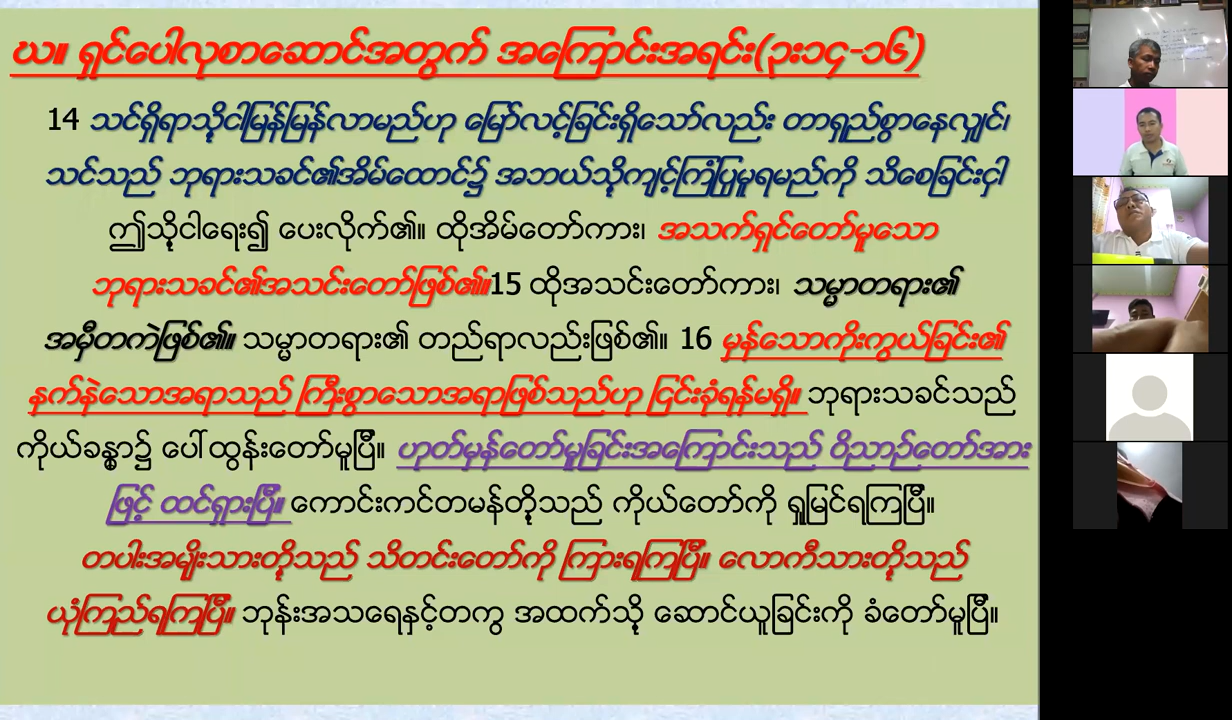 ဃ။ ရှင်ပေါလုစာဆောင်အတွက် အကြောင်းအရင်း(၃း၁၄-၁၆)
14 သင်ရှိရာသို့ငါမြန်မြန်လာမည်ဟု မြော်လင့်ခြင်းရှိသော်လည်း တာရှည်စွာနေလျှင်၊
သင်သည် ဘုရားသခင်၏အိမ်ထောင်၌ အဘယ်သို့ကျင့်ကြံပြုမူရမည်ကို သိစေခြင်းငှါ
ဤသို့ငါရေး၍ ပေးလိုက်၏။ ထိုအိမ်တော်ကား၊ အသက်ရှင်တော်မူသော
ဘုရားသခင်၏အသင်းတော်ဖြစ်၏။15 ထိုအသင်းတော်ကား၊ သမ္မာတရား၏
အမှီတကဲဖြစ်၏။ သမ္မာတရား၏ တည်ရာလည်းဖြစ်၏။ 16 မှန်သောကိုးကွယ်ခြင်း၏
နက်နဲသောအရာသည် ကြီးစွာသောအရာဖြစ်သည်ဟု ငြင်းခုံရန်မရှိ။ ဘုရားသခင်သည်
ကိုယ်ခန္ဓာ၌ ပေါ်ထွန်းတော်မူပြီ။ ဟုတ်မှန်တော်မူခြင်းအကြောင်းသည် ဝိညာဉ်တော်အား
ဖြင့် ထင်ရှားပြီ။ ကောင်းကင်တမန်တို့သည် ကိုယ်တော်ကို ရှုမြင်ရကြပြီ။
တပါးအမျိုးသားတို့သည် သိတင်းတော်ကို ကြားရကြပြီ။ လောကီသားတို့သည်
ယုံကြည်ရကြပြီ။ ဘုန်းအသရေနှင့်တကွ အထက်သို့ ဆောင်ယူခြင်းကို ခံတော်မူပြီ။